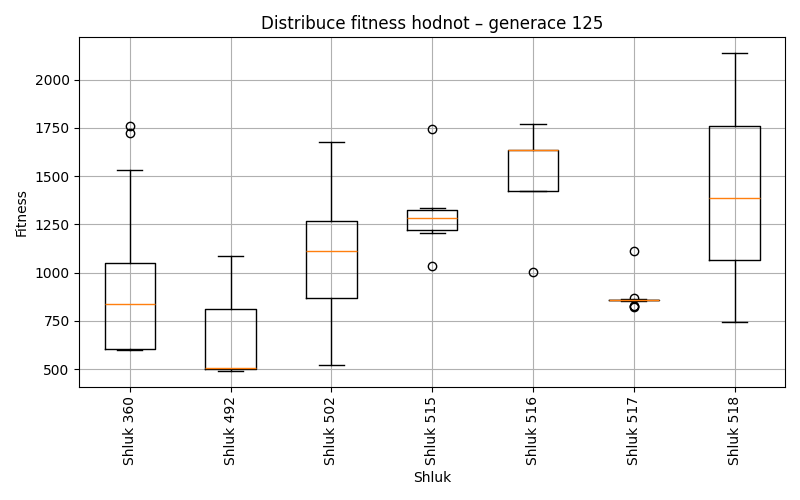 Distribuce fitness hodnot – generace 125
Fitness
2000
1750
1500
1250
1000
750
500
Shluk 360
Shluk 492
Shluk 502
Shluk 515
Shluk 516
Shluk 517
Shluk 518
Shluk